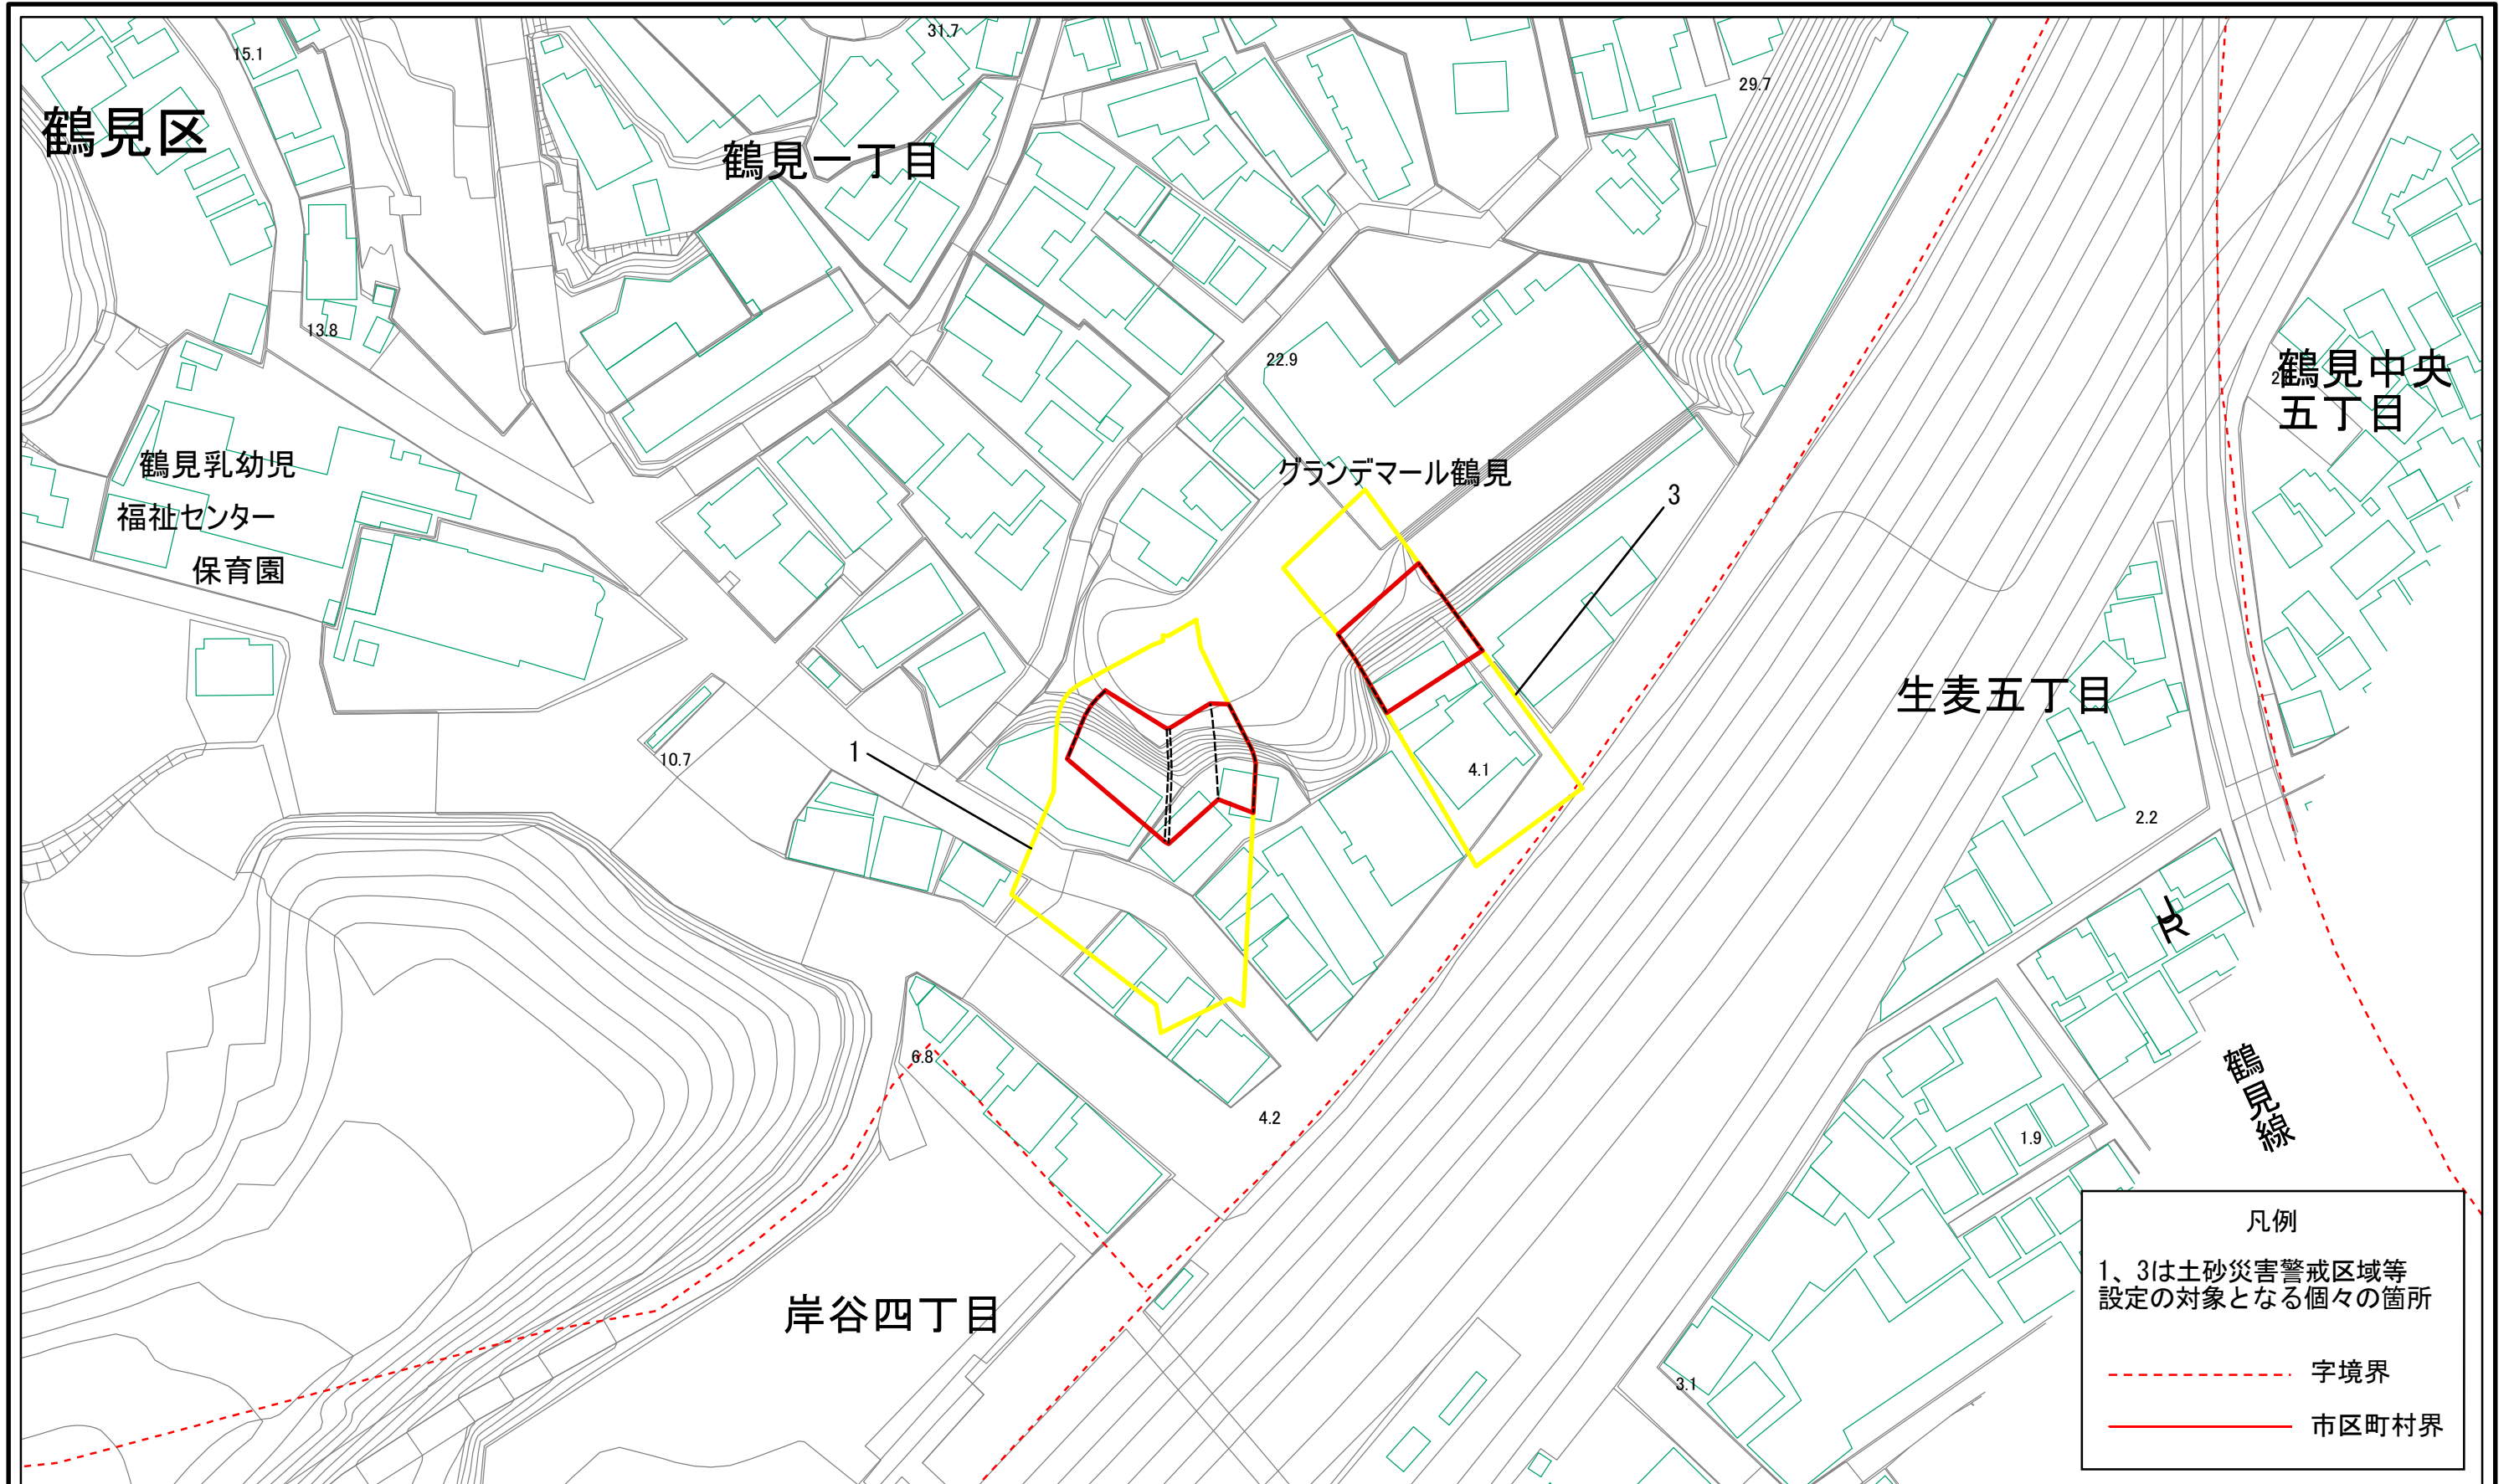 31.7
15.1
29.7
鶴見区
鶴見一丁目
13.8
22.9
鶴見中央
五丁目
鶴見乳幼児
福祉センター
保育園
グランデマール鶴見
3
生麦五丁目
1
10.7
4.1
2.2
JR
鶴見線
6.8
4.2
1.9
岸谷四丁目
3.1
凡例
1、3は土砂災害警戒区域等
設定の対象となる個々の箇所
字境界
市区町村界